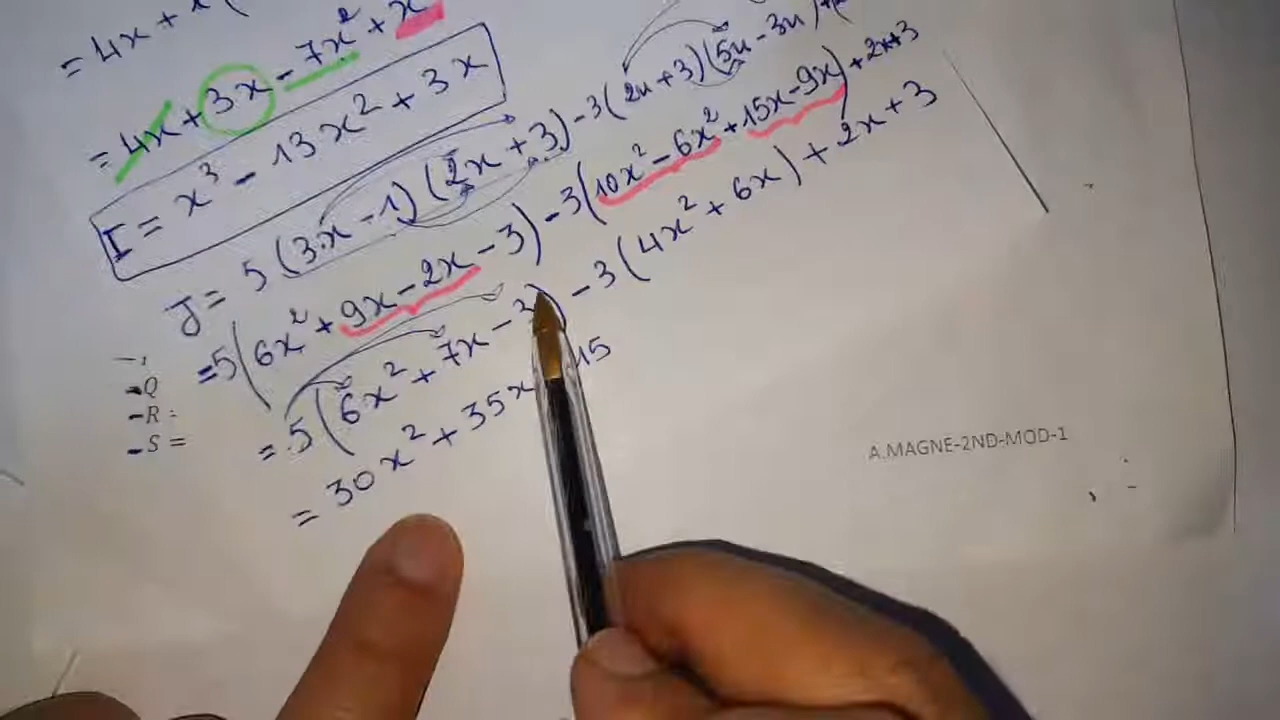 = 4x +
= 4x + 3x - 7x² + x
I = x³ - 13x² + 3x
J = 5(3x - 1)(2x + 3) - 3(2x + 3)(5x - 3x) +
= 5(6x² + 9x - 2x - 3) - 3(10x² - 6x² + 15x - 9x) + 2x + 3
= 5(6x² + 7x - 3) - 3(4x² + 6x) + 2x + 3
= 30x² + 35x 15
-Q
-R :
-S =
A.MAGNE-2ND-MOD-1